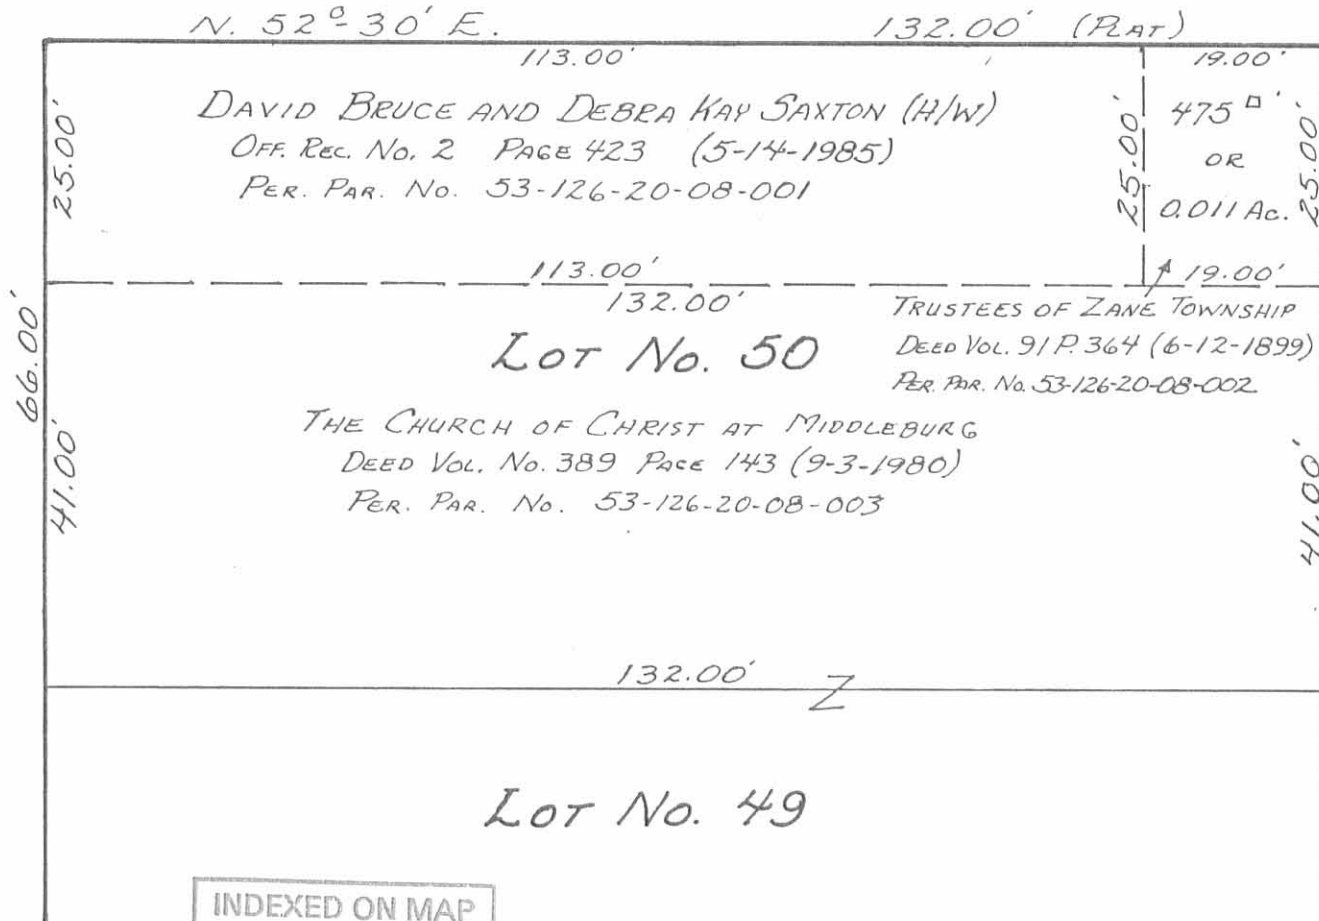 N. 52°-30' E. 132.00' (PLAT)
113.00' 19.00'
25.00'
DAVID BRUCE AND DEBRA KAY SAXTON (H/W)
OFF. REC. No. 2 PAGE 423 (5-14-1985)
PER. PAR. No. 53-126-20-08-001
25.00'
475 □'
OR
0.011 Ac.
25.00'
113.00' 19.00'
132.00'
66.00'
LOT No. 50
TRUSTEES OF ZANE TOWNSHIP
DEED VOL. 91 P. 364 (6-12-1899)
PER. PAR. No. 53-126-20-08-002
THE CHURCH OF CHRIST AT MIDDLEBURG
DEED VOL. No. 389 PAGE 143 (9-3-1980)
PER. PAR. No. 53-126-20-08-003
41.00'
41.00'
132.00'
Z
LOT No. 49
INDEXED ON MAP